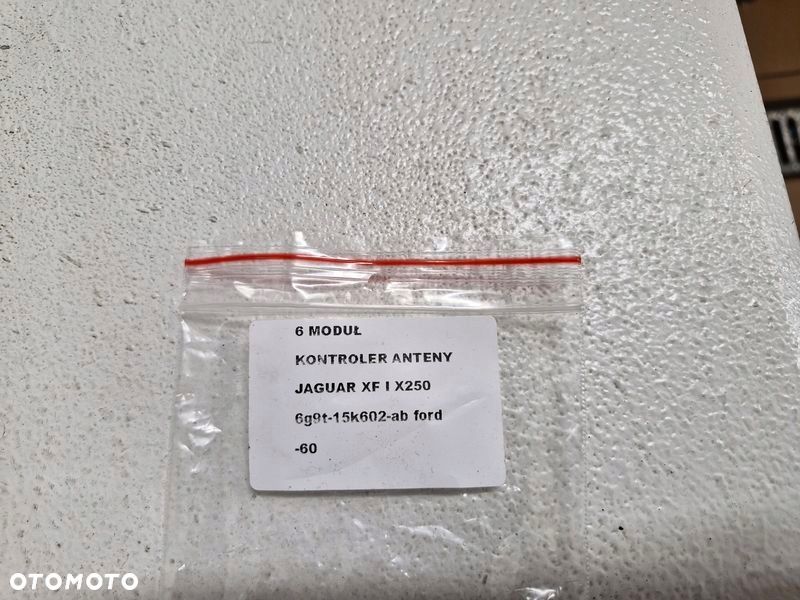 6 MODUŁ
KONTROLER ANTENY
JAGUAR XF I X250
6g9t-15k602-ab ford
-60
OTOMOTO